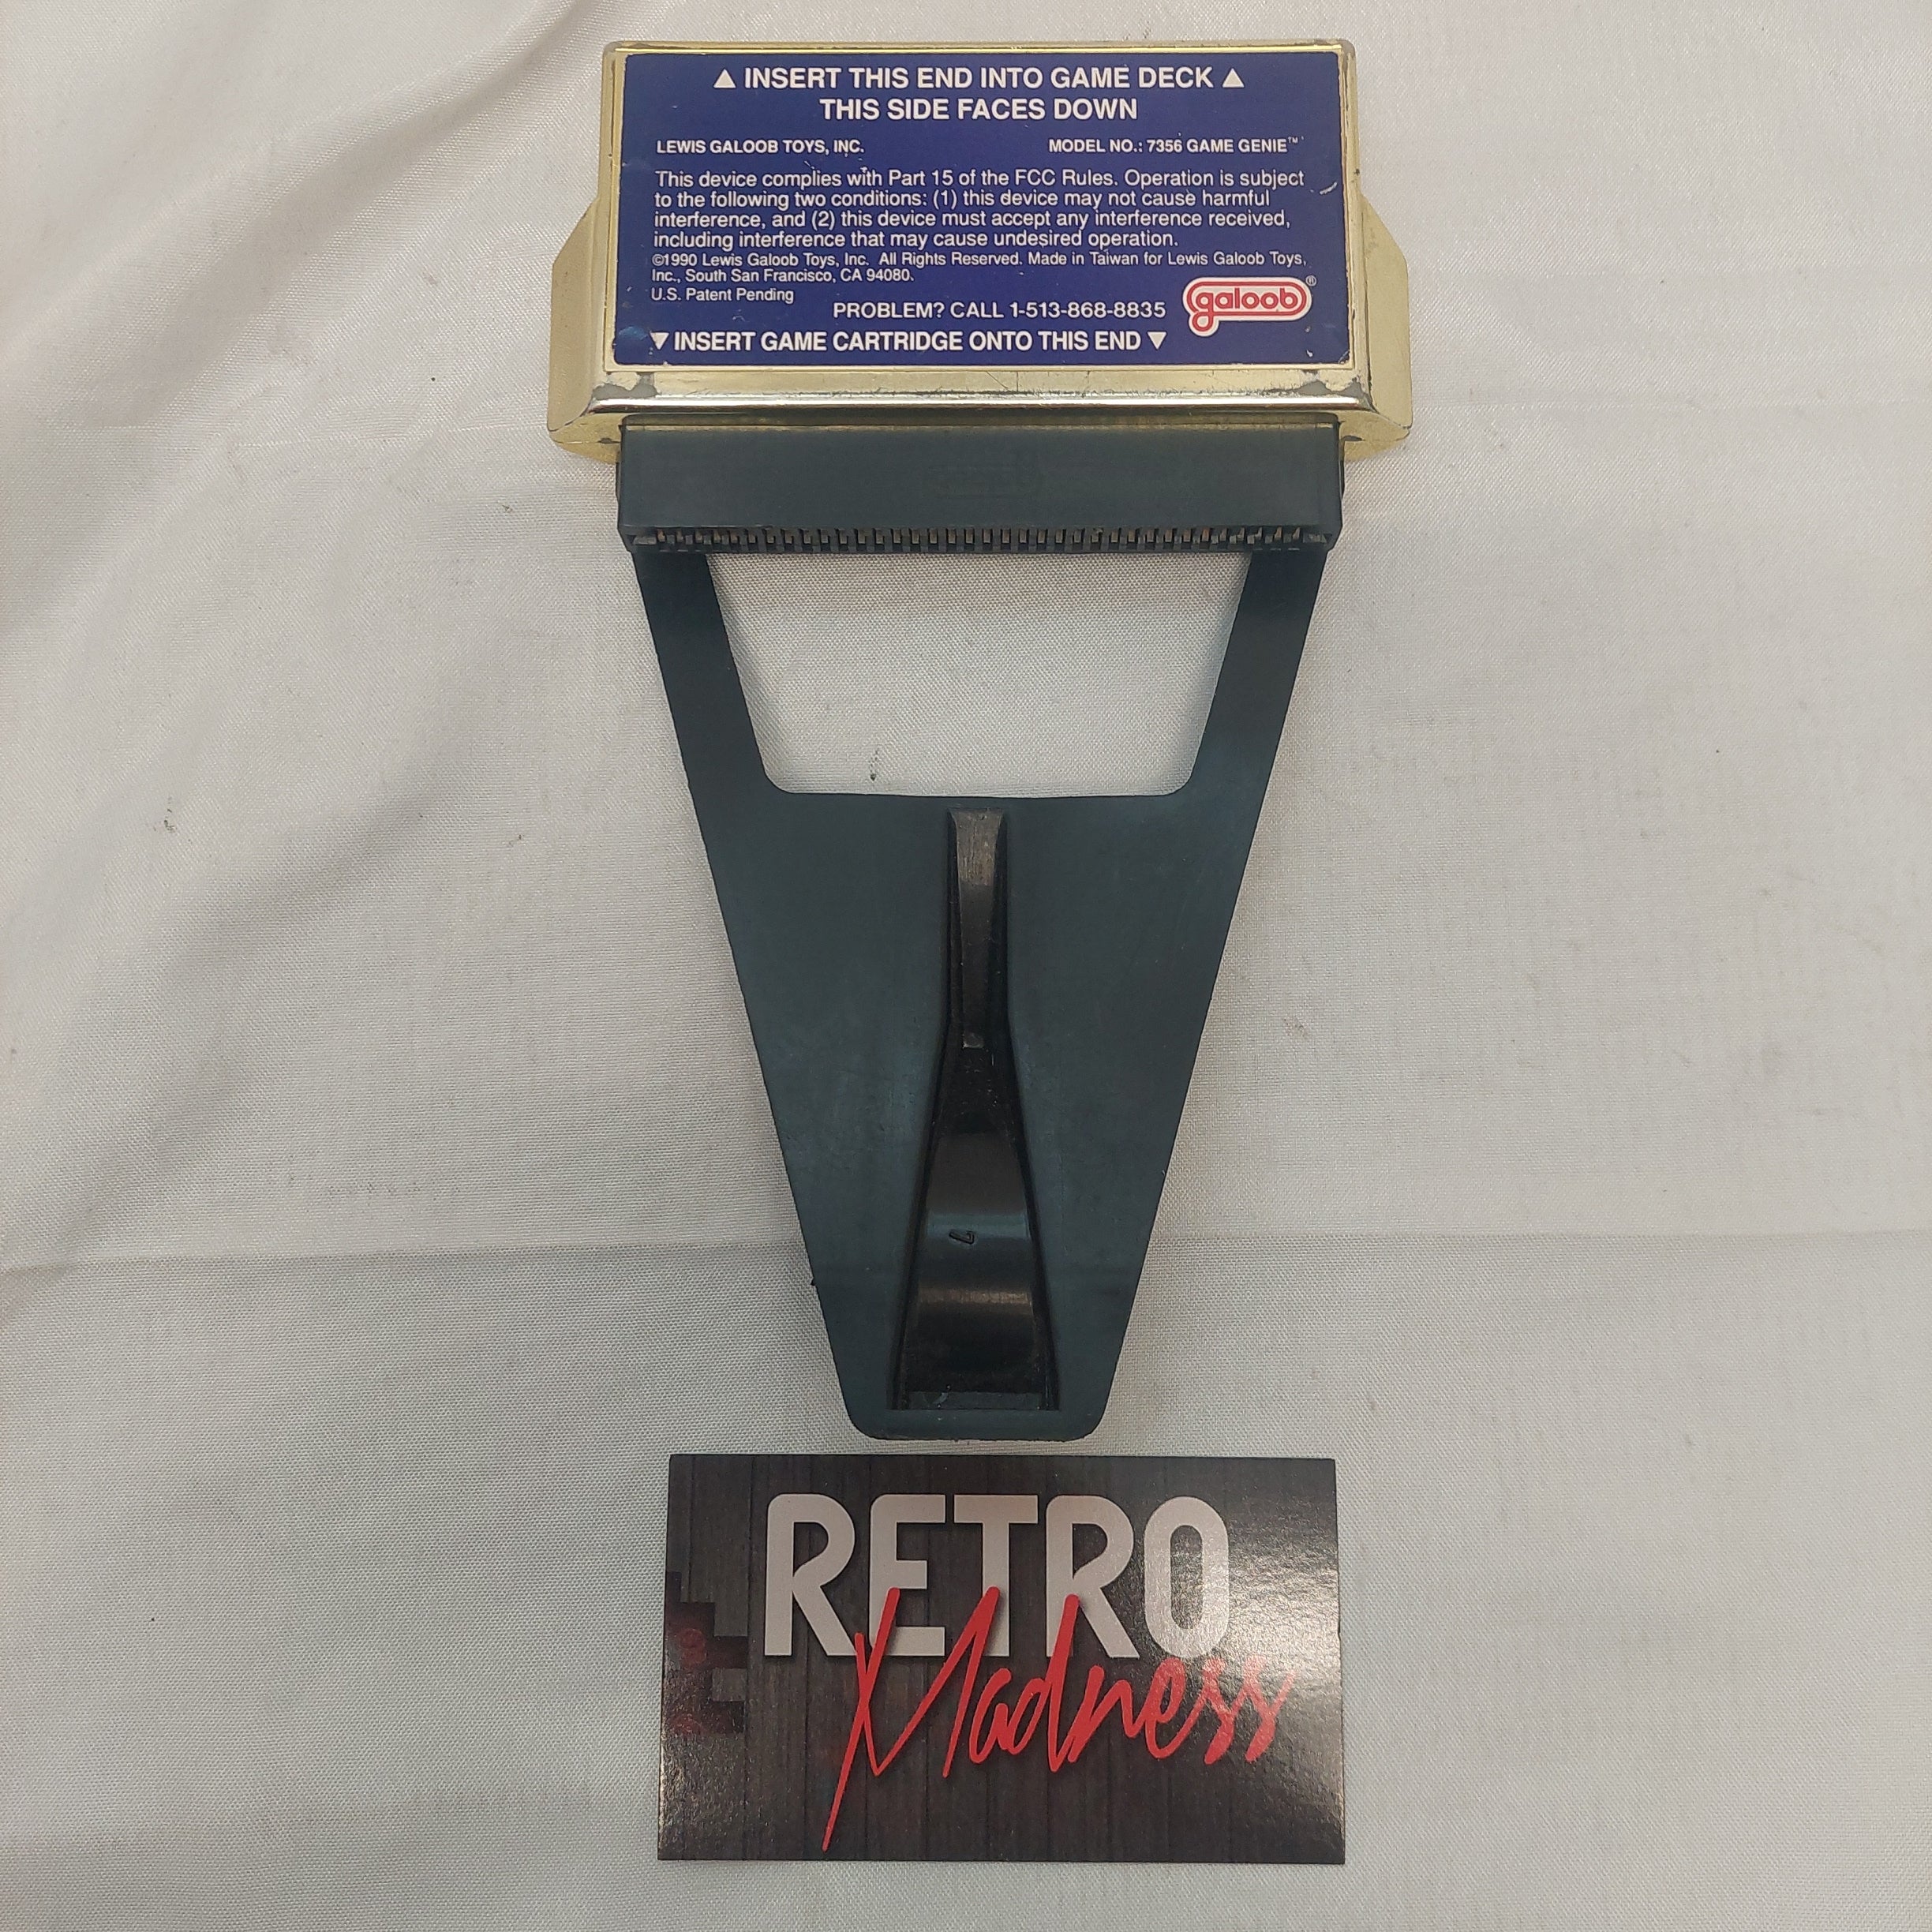 ▲ INSERT THIS END INTO GAME DECK ▲
THIS SIDE FACES DOWN
LEWIS GALOOB TOYS, INC. MODEL NO.: 7356 GAME GENIE™
This device complies with Part 15 of the FCC Rules. Operation is subject
to the following two conditions: (1) this device may not cause harmful
interference, and (2) this device must accept any interference received,
including interference that may cause undesired operation.
©1990 Lewis Galoob Toys, Inc. All Rights Reserved. Made in Taiwan for Lewis Galoob Toys,
Inc., South San Francisco, CA 94080.
U.S. Patent Pending
PROBLEM? CALL 1-513-868-8835
galoob®
▼ INSERT GAME CARTRIDGE ONTO THIS END ▼
RETRO
Madness